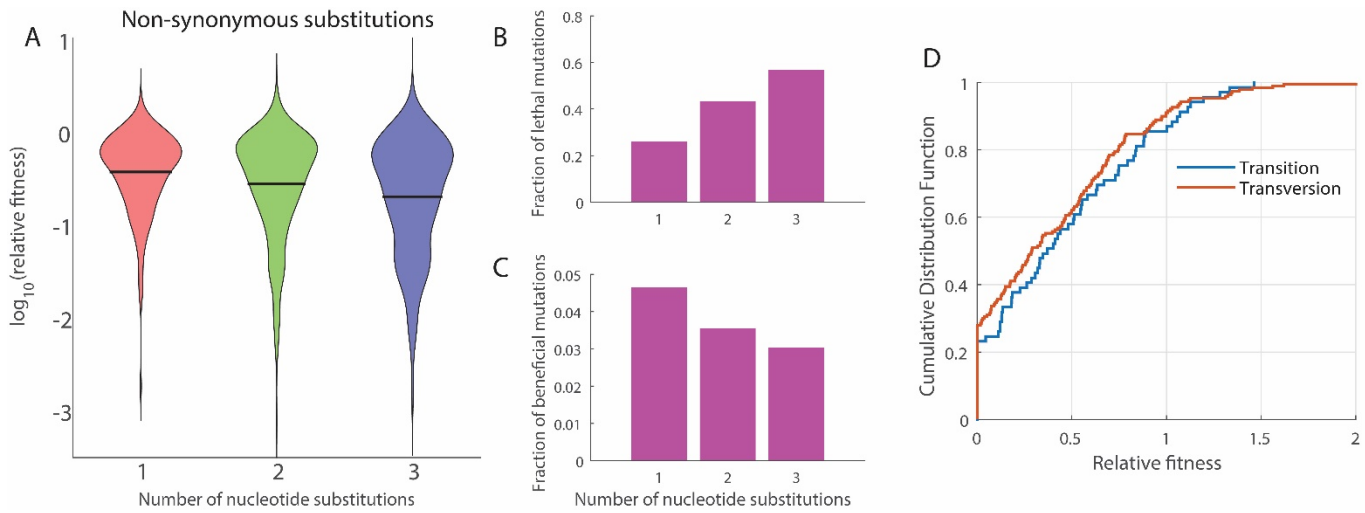 A
Non-synonymous substitutions
log10 (relative fitness)
1
0
-1
-2
-3
1 2 3
Number of nucleotide substitutions
B
Fraction of lethal mutations
0.8
0.6
0.4
0.2
0
1 2 3
C
Fraction of beneficial mutations
0.05
0.04
0.03
0.02
0.01
0
1 2 3
Number of nucleotide substitutions
D
Cumulative Distribution Function
1
0.8
0.6
0.4
0.2
0
Transition
Transversion
0 0.5 1 1.5 2
Relative fitness